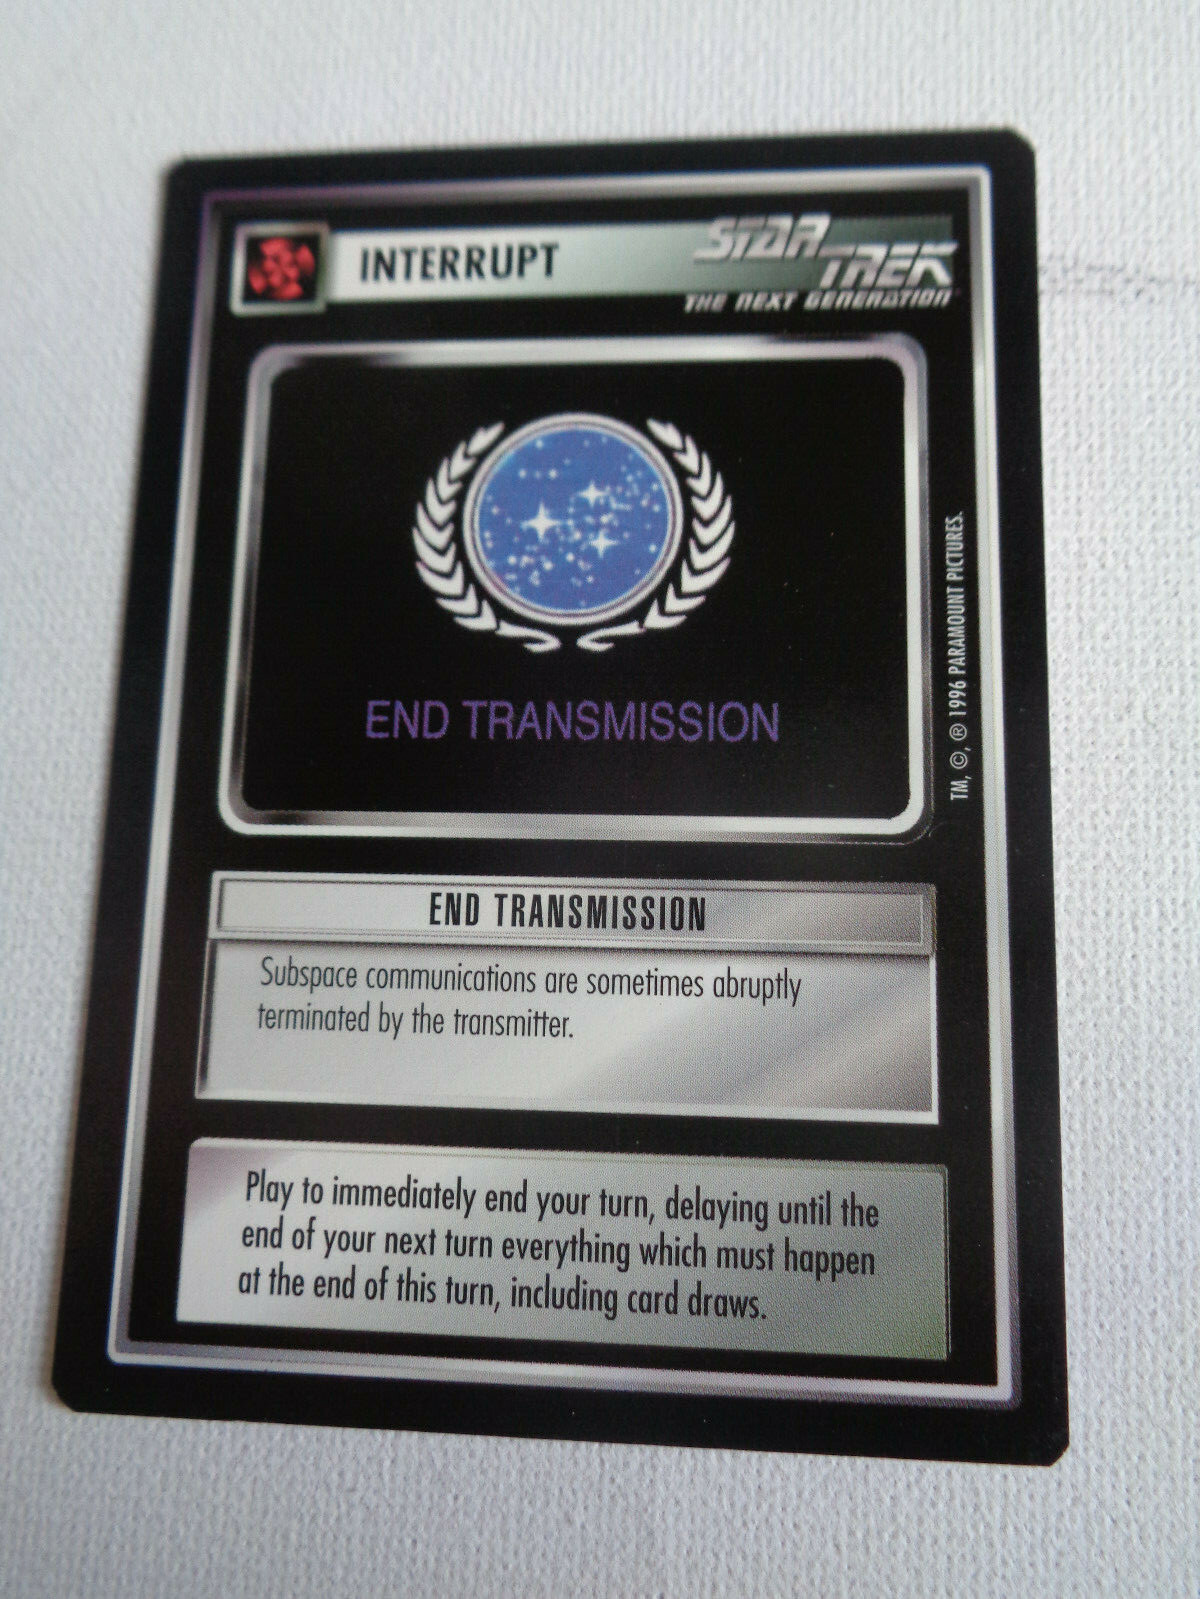 INTERRUPT
STAR TREK
THE NEXT GENERATION
END TRANSMISSION
TM, ©, ® 1996 PARAMOUNT PICTURES.
END TRANSMISSION
Subspace communications are sometimes abruptly
terminated by the transmitter.
Play to immediately end your turn, delaying until the
end of your next turn everything which must happen
at the end of this turn, including card draws.